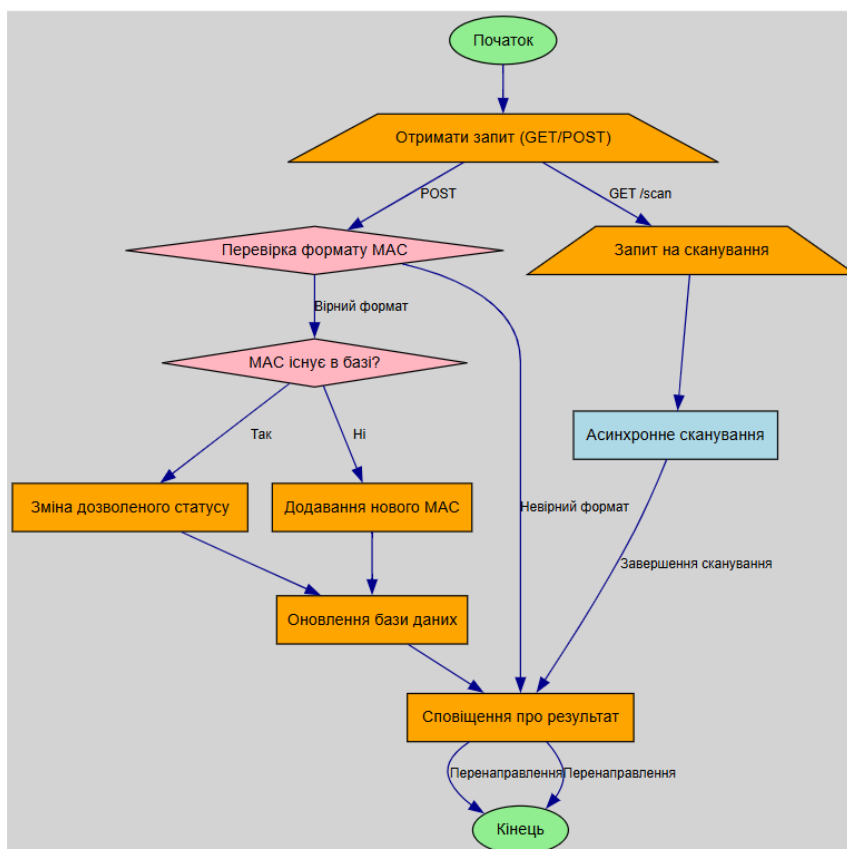 Початок
Отримати запит (GET/POST)
POST
GET /scan
Перевірка формату MAC
Запит на сканування
Вірний формат
MAC існує в базі?
Асинхронне сканування
Так
Ні
Зміна дозволеного статусу
Додавання нового MAC
Невірний формат
Завершення сканування
Оновлення бази даних
Сповіщення про результат
Перенаправлення
Перенаправлення
Кінець